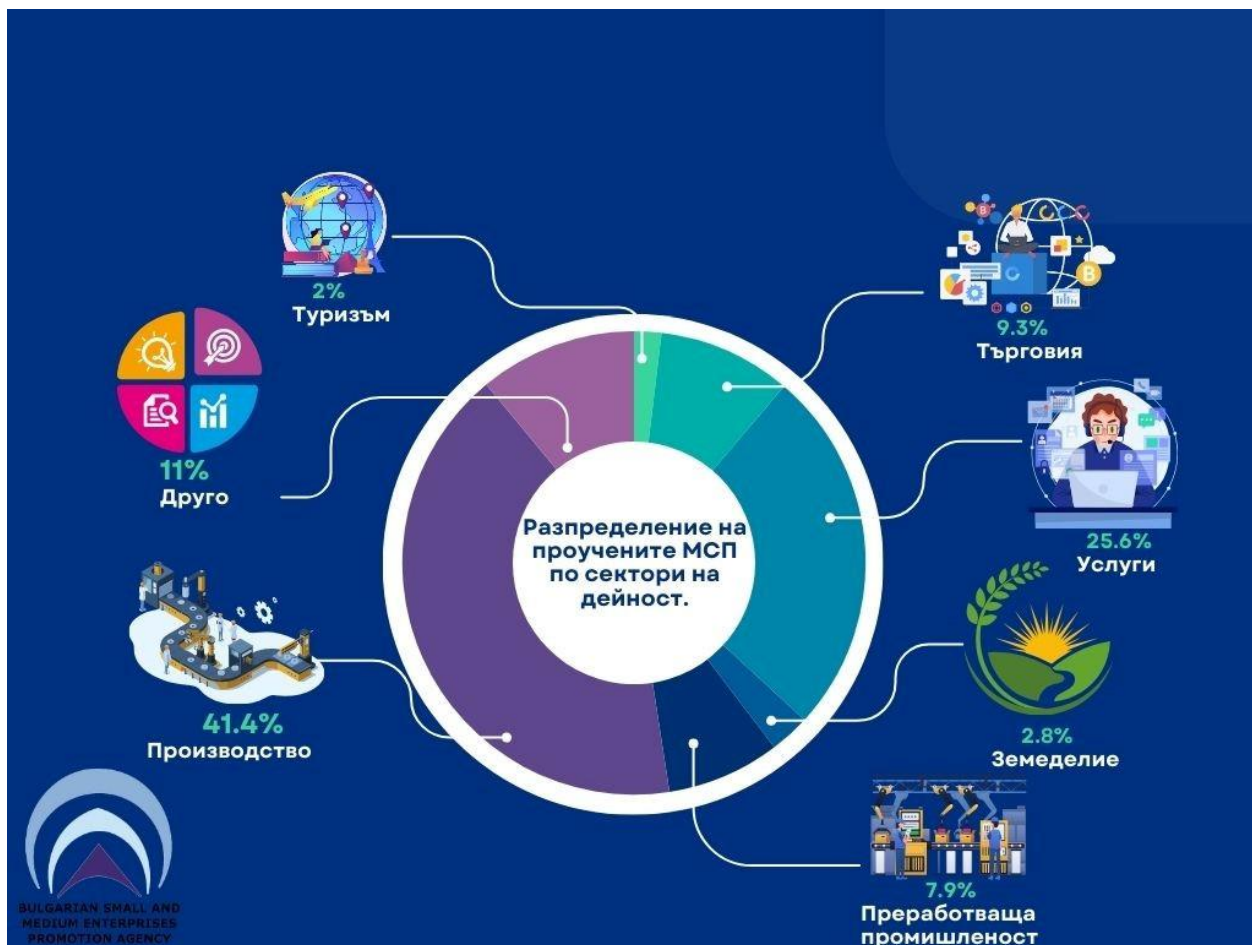 2%
Туризъм
9.3%
Търговия
11%
Друго
25.6%
Услуги
Разпределение на
проучените МСП
по сектори на
дейност.
41.4%
Производство
2.8%
Земеделие
7.9%
Преработваща
промишленост
BULGARIAN SMALL AND
MEDIUM ENTERPRISES
PROMOTION AGENCY